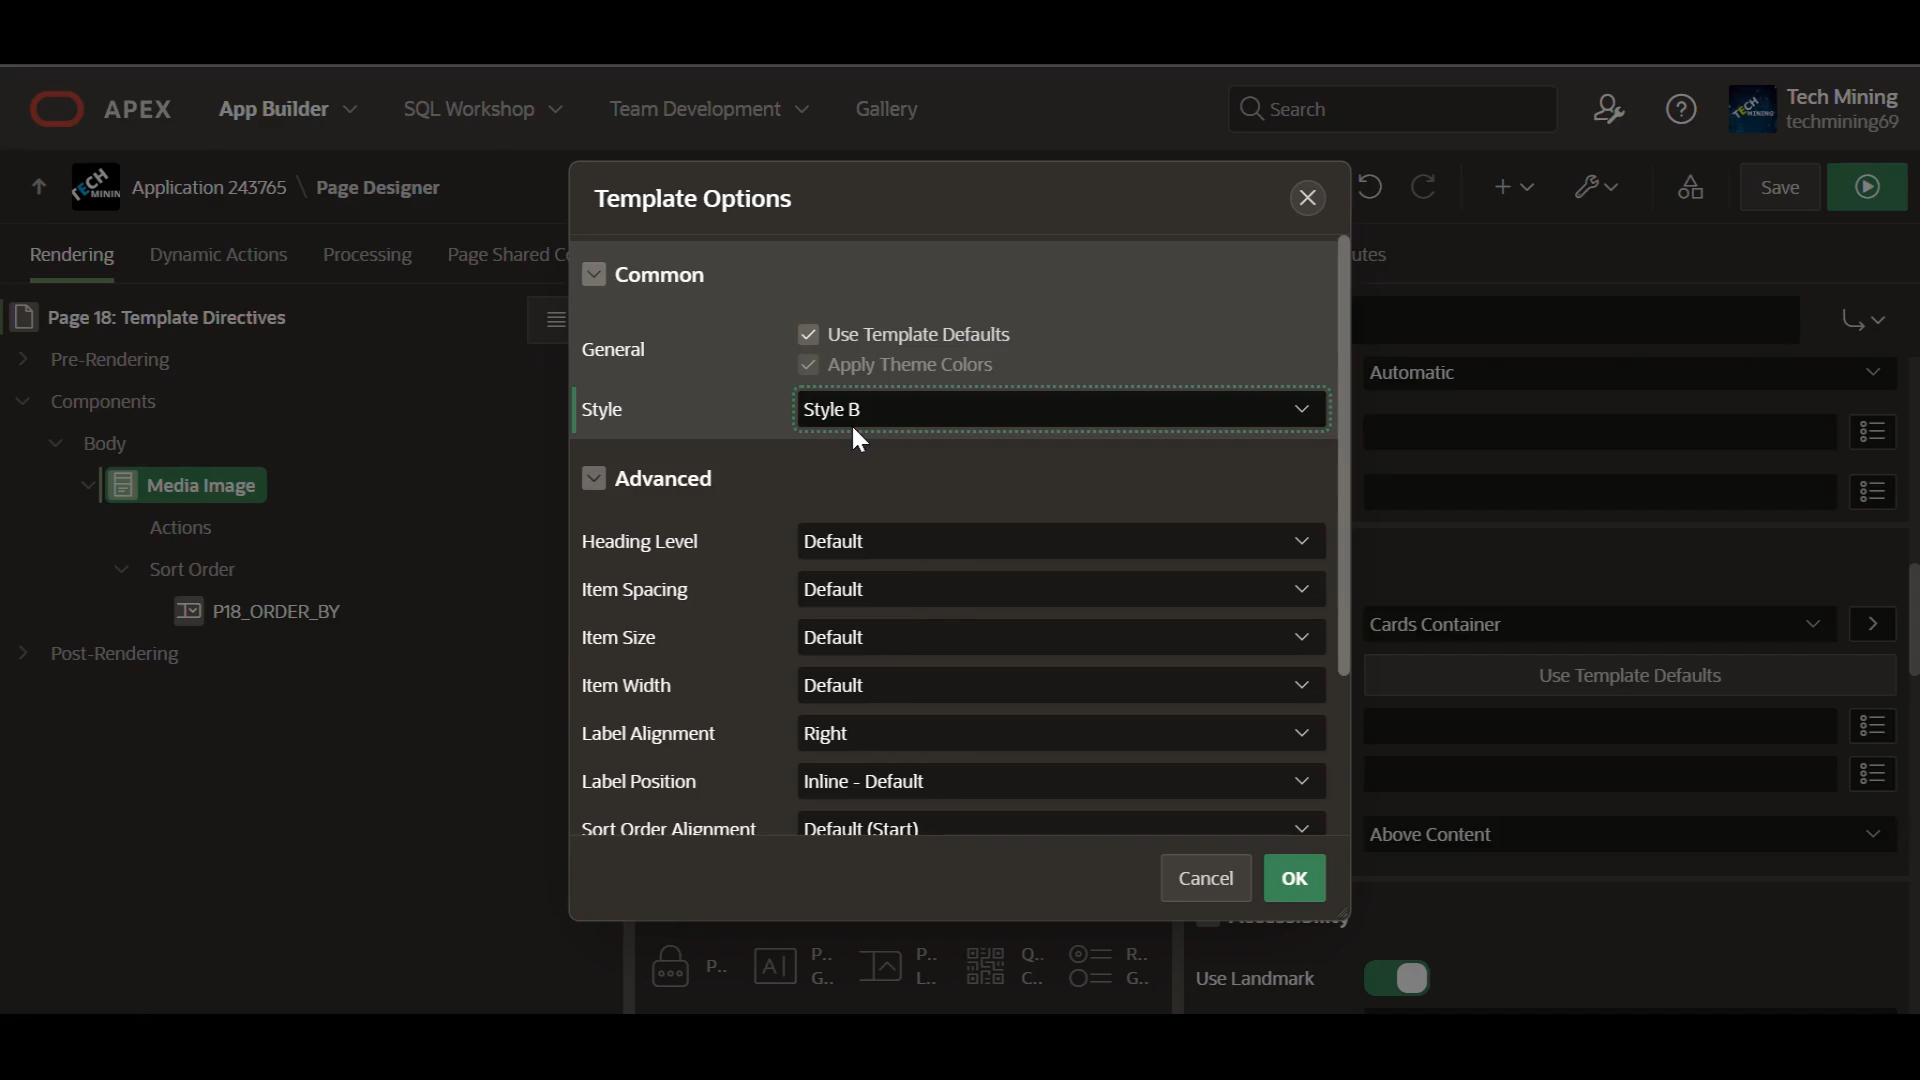 APEX App Builder SQL Workshop Team Development Gallery Search Tech Mining
techmining69
Application 243765 \ Page Designer Save
Template Options
Rendering Dynamic Actions Processing Page Shared Co utes
Common
Page 18: Template Directives
General
Use Template Defaults
Pre-Rendering
Apply Theme Colors
Automatic
Components
Style Style B
Body
Advanced
Media Image
Actions
Heading Level Default
Sort Order
Item Spacing Default
P18_ORDER_BY
Cards Container
Item Size Default
Post-Rendering
Use Template Defaults
Item Width Default
Label Alignment Right
Label Position Inline - Default
Sort Order Alignment Default (Start)
Above Content
Cancel OK
Accessibility
P.. P.. G.. P.. L.. Q.. C.. R.. G..
Use Landmark